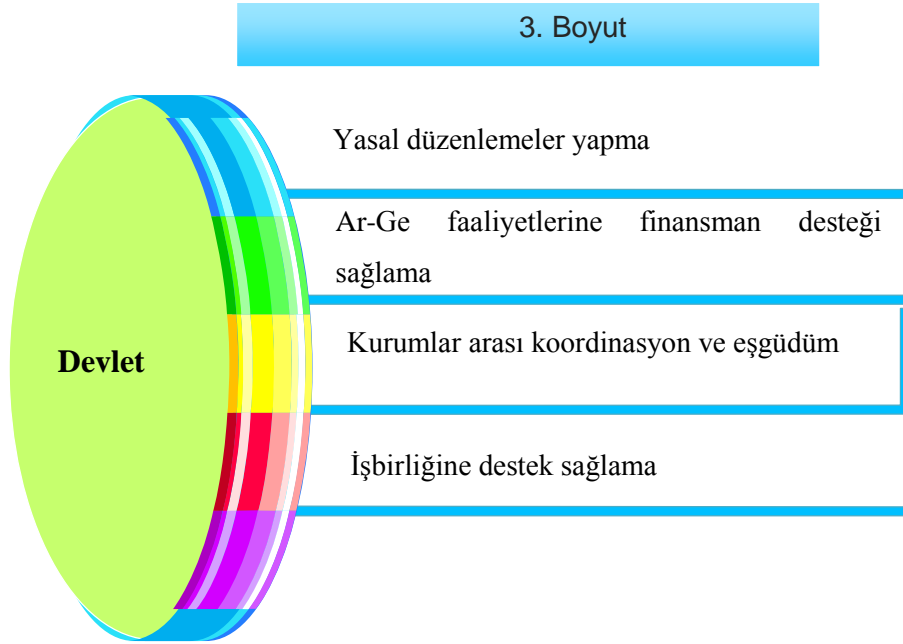 3. Boyut
Yasal düzenlemeler yapma
Ar-Ge faaliyetlerine finansman desteği
sağlama
Devlet
Kurumlar arası koordinasyon ve eşgüdüm
İşbirliğine destek sağlama